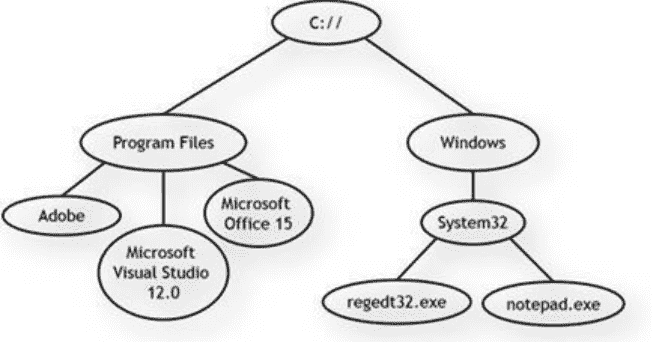 C://
Program Files
Windows
Adobe
Microsoft
Visual Studio
12.0
Microsoft
Office 15
System32
regedt32.exe
notepad.exe